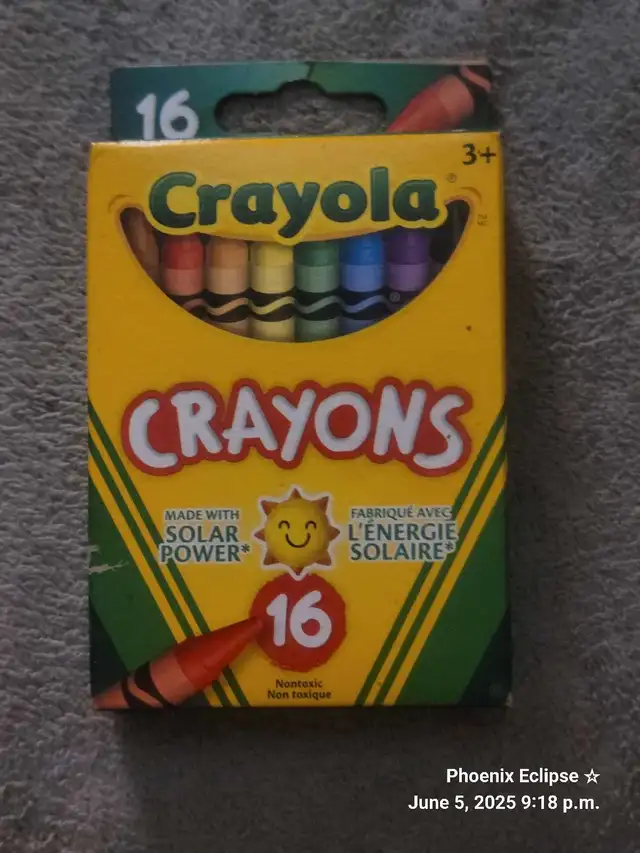 16
3+
Crayola®
CRAYONS
MADE WITH
SOLAR
POWER*
FABRIQUÉ AVEC
L'ÉNERGIE
SOLAIRE*
16
Nontoxic
Non toxique
Phoenix Eclipse ☆
June 5, 2025 9:18 p.m.